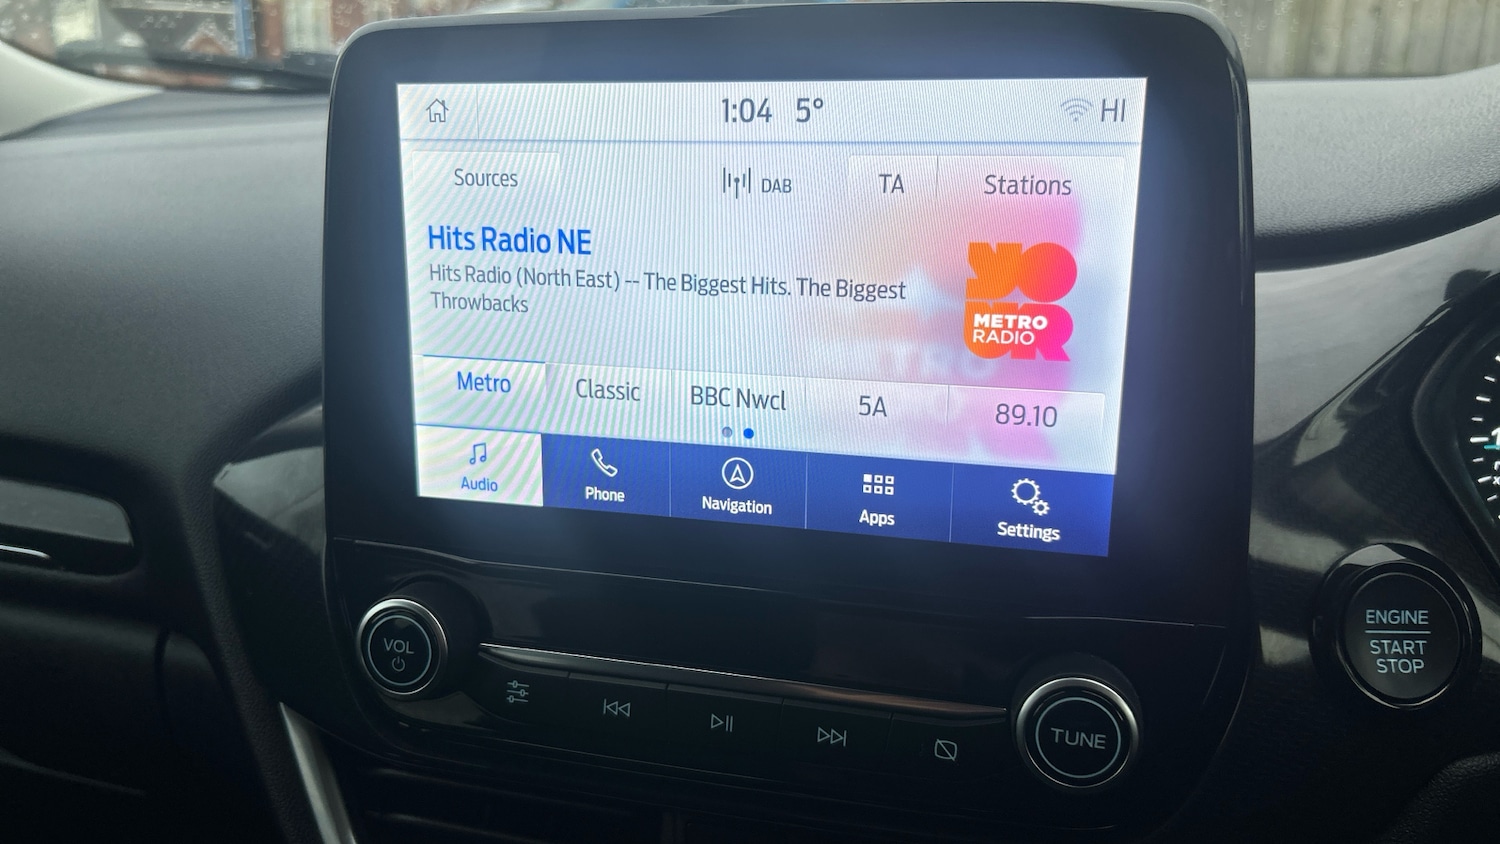 1:04 5° HI
Sources DAB TA Stations
Hits Radio NE
Hits Radio (North East) -- The Biggest Hits. The Biggest
Throwbacks
YOUR
METRO
RADIO
Metro Classic BBC Nwcl 5A 89.10
Audio Phone Navigation Apps Settings
VOL
TUNE
ENGINE
START
STOP